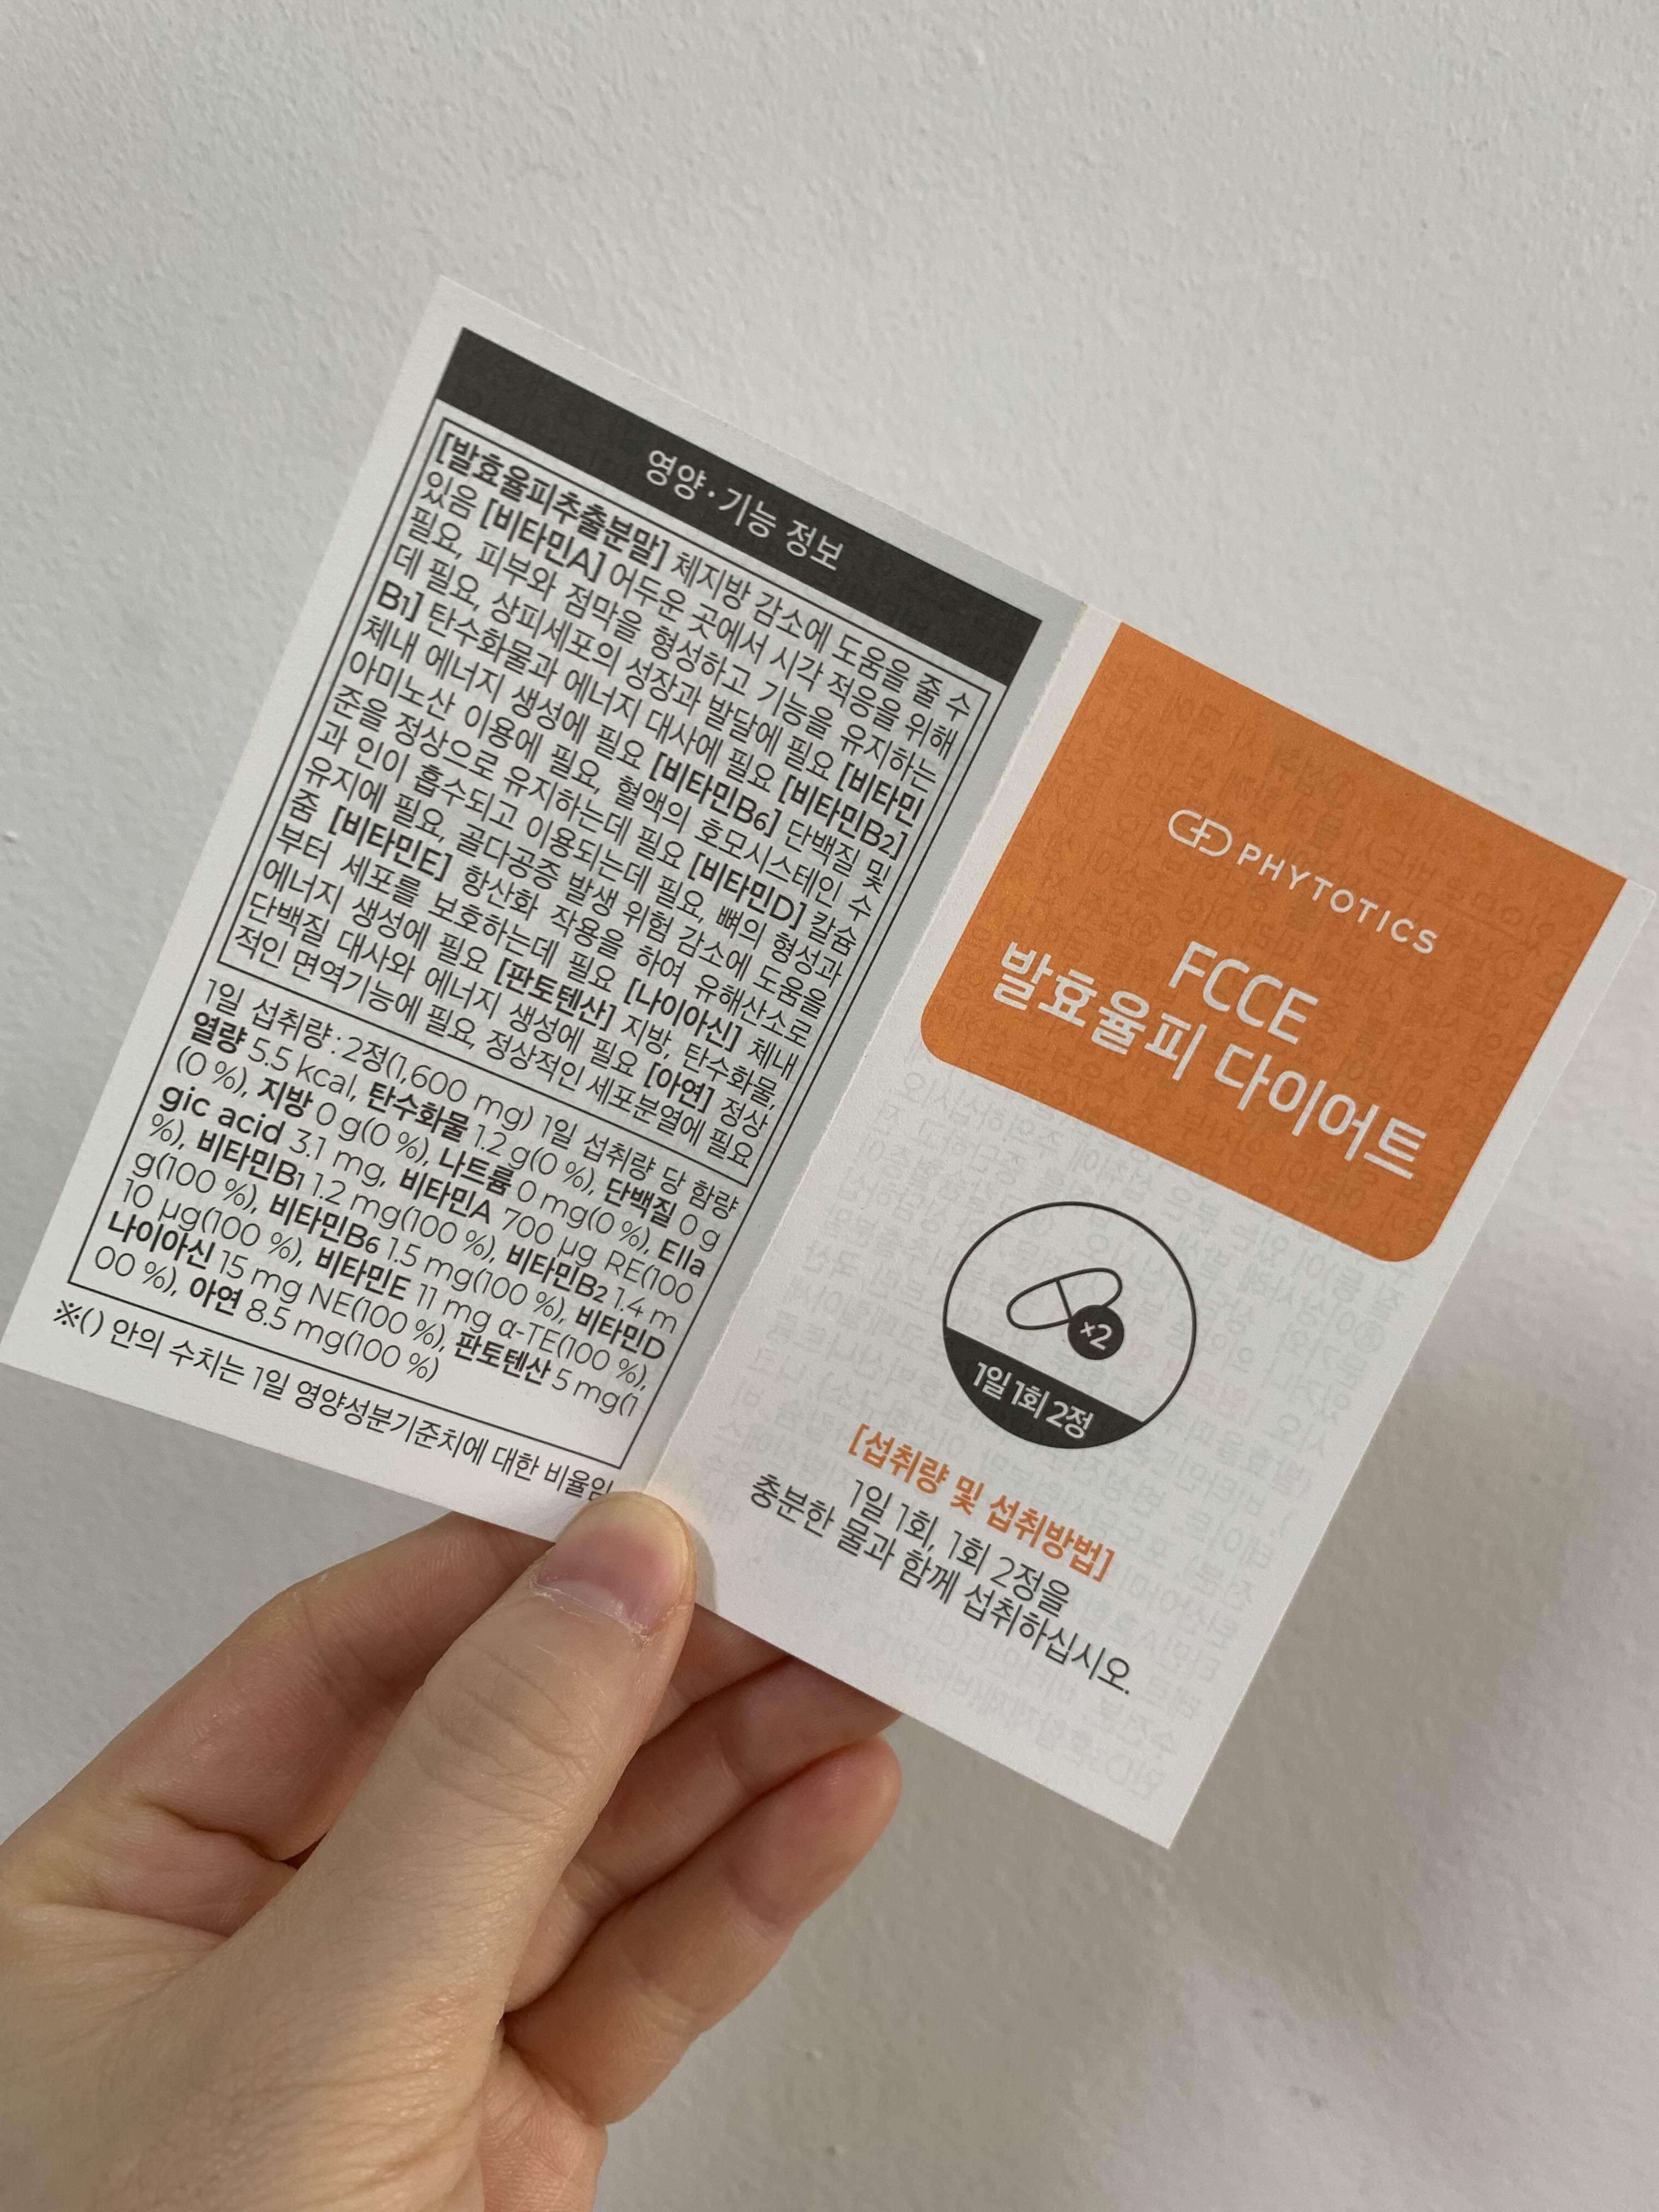 영양·기능 정보
[발효율피추출분말] 체지방 감소에 도움을 줄 수
있음 [비타민A] 어두운 곳에서 시각 적응을 위해
필요, 피부와 점막을 형성하고 기능을 유지하는
데 필요, 상피세포의 성장과 발달에 필요 [비타민
B1] 탄수화물과 에너지 대사에 필요 [비타민B2]
체내 에너지 생성에 필요 [비타민B6] 단백질 및
아미노산 이용에 필요, 혈액의 호모시스테인 수
준을 정상으로 유지하는데 필요 [비타민D] 칼슘
과 인이 흡수되고 이용되는데 필요, 뼈의 형성과
유지에 필요, 골다공증 발생 위험 감소에 도움을
줌 [비타민E] 항산화 작용을 하여 유해산소로
부터 세포를 보호하는데 필요 [나이아신] 체내
에너지 생성에 필요 [판토텐산] 지방, 탄수화물,
단백질 대사와 에너지 생성에 필요 [아연] 정상
적인 면역기능에 필요, 정상적인 세포분열에 필요
1일 섭취량 : 2정(1,600 mg) 1일 섭취량 당 함량
열량 5.5 kcal, 탄수화물 1.2 g(0 %), 단백질 0 g
(0 %), 지방 0 g(0 %), 나트륨 0 mg(0 %), Ella
gic acid 3.1 mg, 비타민A 700 µg RE(100
%), 비타민B1 1.2 mg(100 %), 비타민B2 1.4 m
g(100 %), 비타민B6 1.5 mg(100 %), 비타민D
10 µg(100 %), 비타민E 11 mg α-TE(100 %),
나이아신 15 mg NE(100 %), 판토텐산 5 mg(1
00 %), 아연 8.5 mg(100 %)
※( ) 안의 수치는 1일 영양성분기준치에 대한 비율임
PHYTOTICS
FCCE
발효율피 다이어트
×2
1일 1회 2정
[섭취량 및 섭취방법]
1일 1회, 1회 2정을
충분한 물과 함께 섭취하십시오.